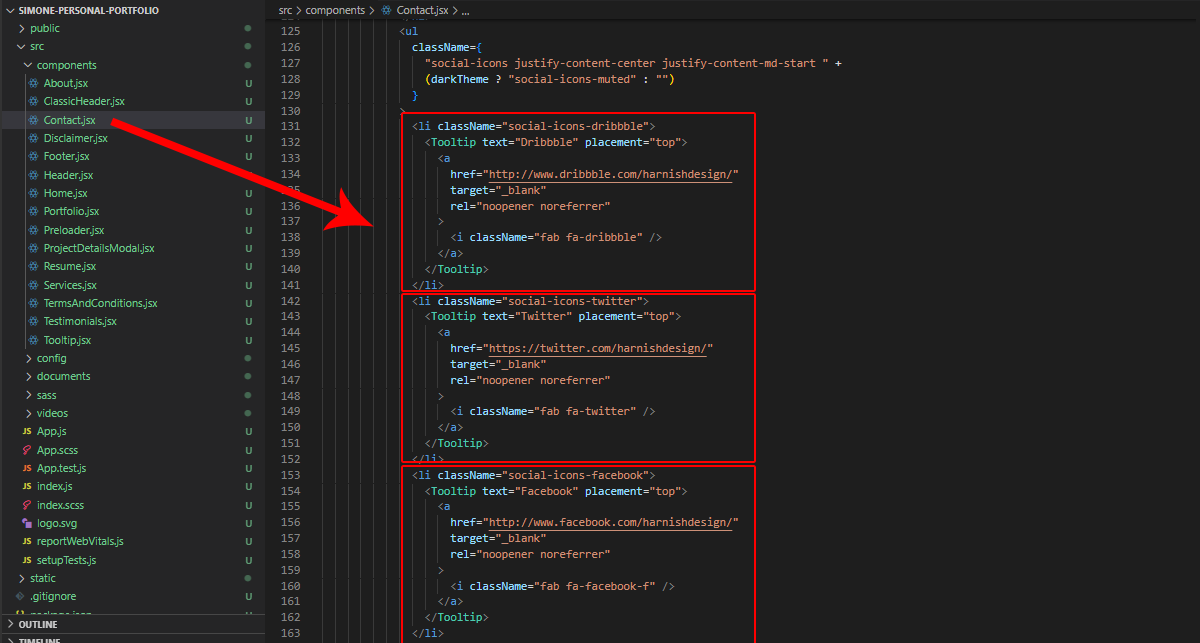 SIMONE-PERSONAL-PORTFOLIO
public
src
components
About.jsx U
ClassicHeader.jsx U
Contact.jsx U
Disclaimer.jsx U
Footer.jsx U
Header.jsx U
Home.jsx U
Portfolio.jsx U
Preloader.jsx U
ProjectDetailsModal.jsx U
Resume.jsx U
Services.jsx U
TermsAndConditions.jsx U
Testimonials.jsx U
Tooltip.jsx U
config
documents
sass
videos
JS App.js U
App.scss U
JS App.test.js U
JS index.js U
index.scss U
logo.svg U
JS reportWebVitals.js U
JS setupTests.js U
static
.gitignore U
package.json U
OUTLINE
TIMELINE
src > components > Contact.jsx > ...
125 <ul
126 className={
127 "social-icons justify-content-center justify-content-md-start " +
128 (darkTheme ? "social-icons-muted" : "")
129 }
130 >
131 <li className="social-icons-dribbble">
132 <Tooltip text="Dribbble" placement="top">
133 <a
134 href="http://www.dribbble.com/harnishdesign/"
135 target="_blank"
136 rel="noopener noreferrer"
137 >
138 <i className="fab fa-dribbble" />
139 </a>
140 </Tooltip>
141 </li>
142 <li className="social-icons-twitter">
143 <Tooltip text="Twitter" placement="top">
144 <a
145 href="https://twitter.com/harnishdesign/"
146 target="_blank"
147 rel="noopener noreferrer"
148 >
149 <i className="fab fa-twitter" />
150 </a>
151 </Tooltip>
152 </li>
153 <li className="social-icons-facebook">
154 <Tooltip text="Facebook" placement="top">
155 <a
156 href="http://www.facebook.com/harnishdesign/"
157 target="_blank"
158 rel="noopener noreferrer"
159 >
160 <i className="fab fa-facebook-f" />
161 </a>
162 </Tooltip>
163 </li>